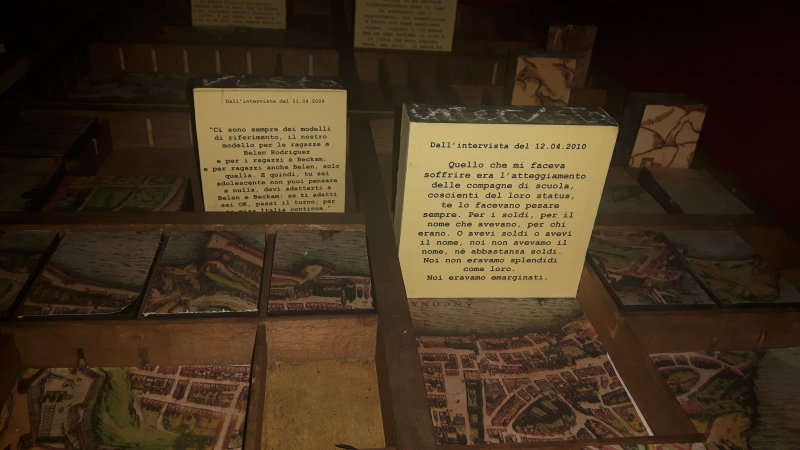 Dall'intervista del 11.04.2009
"Ci sono sempre dei modelli
di riferimento, il nostro
modello per le ragazze è
Belen Rodriguez
e per i ragazzi è Beckam,
e per ragazzi anche Belen, solo
quella. E quindi, tu sei
adolescente non puoi pensare
a nulla, devi adattarti a
Belen e Beckam; se ti adatti
sei OK, passi il turno, per
miss Italia continua."
Dall'intervista del 12.04.2010
Quello che mi faceva
soffrire era l'atteggiamento
delle compagne di scuola,
coscienti del loro status,
te lo facevano pesare
sempre. Per i soldi, per il
nome che avevano, per chi
erano. O avevi soldi o avevi
il nome, noi non avevamo il
nome, né abbastanza soldi.
Noi non eravamo splendidi
come loro.
Noi eravamo emarginati.
ANCONA